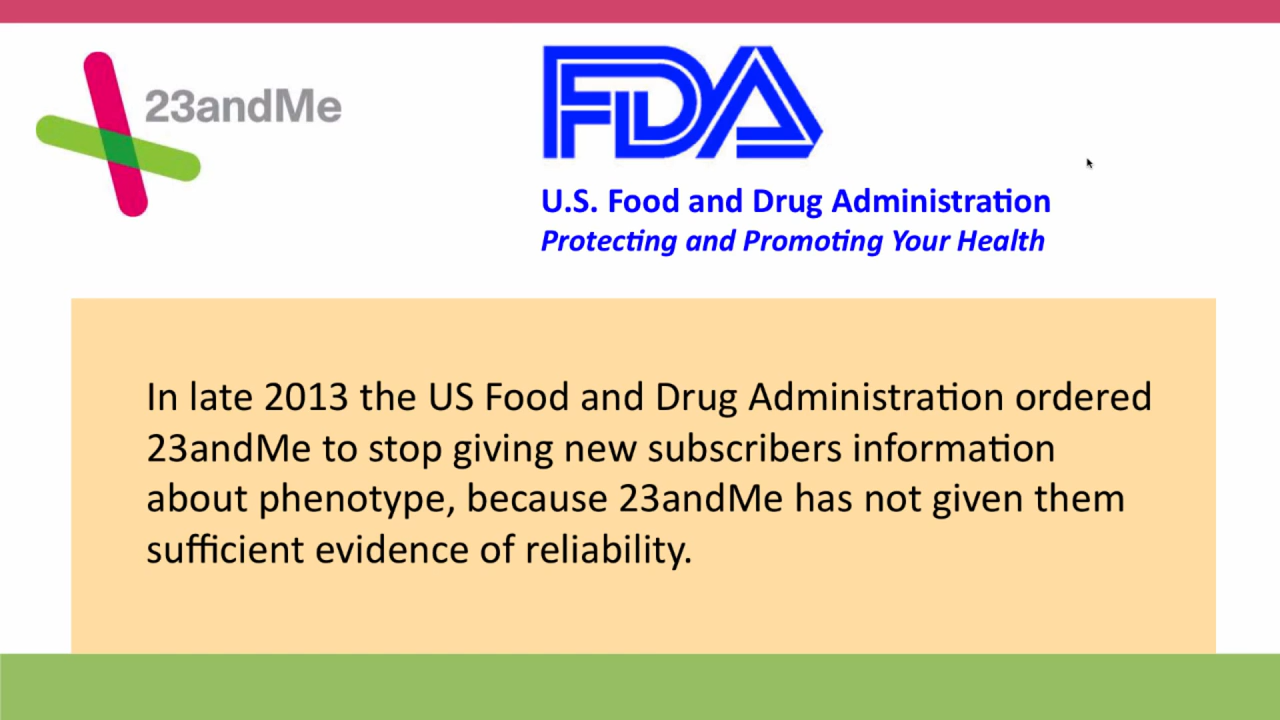 23andMe
FDA
U.S. Food and Drug Administration
Protecting and Promoting Your Health
In late 2013 the US Food and Drug Administration ordered
23andMe to stop giving new subscribers information
about phenotype, because 23andMe has not given them
sufficient evidence of reliability.